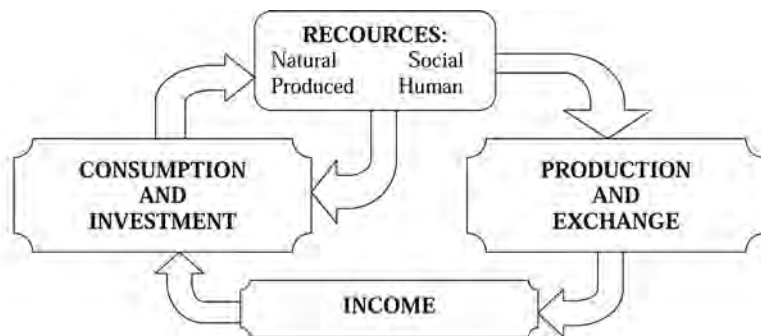 RECOURCES:
Natural Social
Produced Human
CONSUMPTION
AND
INVESTMENT
PRODUCTION
AND
EXCHANGE
INCOME